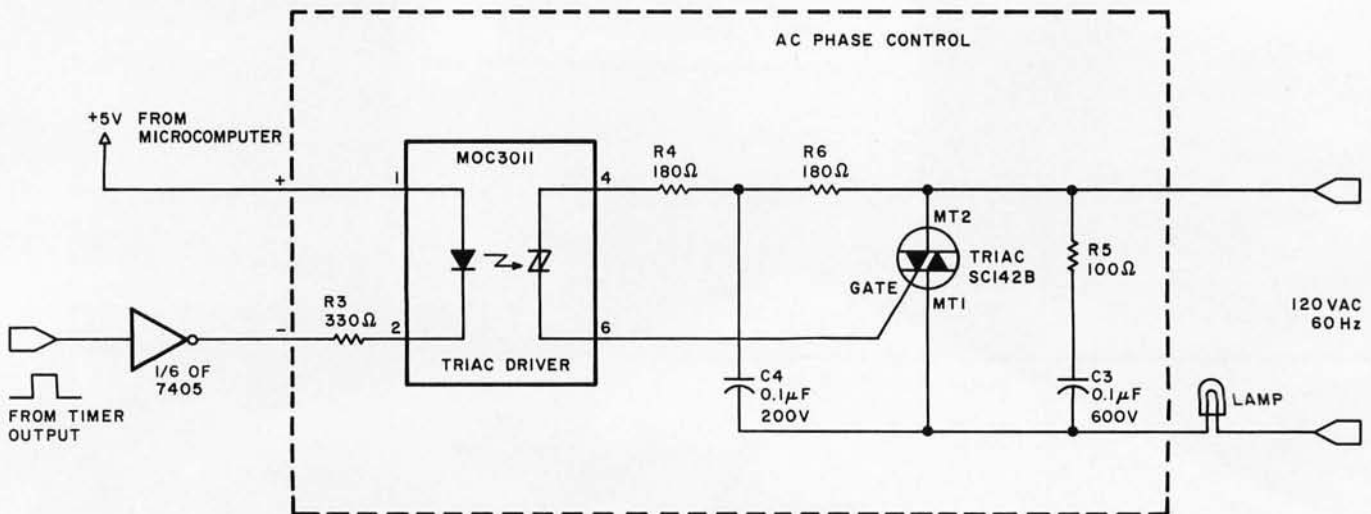 AC PHASE CONTROL
+5V FROM
MICROCOMPUTER
+
1
MOC3011
4
R4
180Ω
R6
180Ω
MT2
TRIAC
SC142B
GATE
MT1
R5
100Ω
120 VAC
60 Hz
–
R3
330Ω
2
6
TRIAC DRIVER
1/6 OF
7405
FROM TIMER
OUTPUT
C4
0.1μF
200V
C3
0.1μF
600V
LAMP